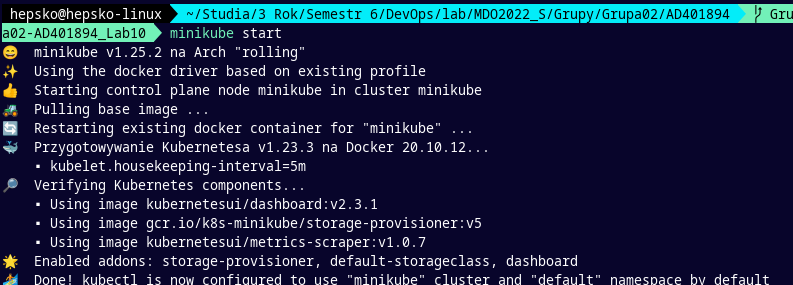 hepsko@hepsko-linux ~/Studia/3 Rok/Semestr 6/DevOps/lab/MDO2022_S/Grupy/Grupa02/AD401894 Gru
a02-AD401894_Lab10 minikube start
😄 minikube v1.25.2 na Arch "rolling"
✨ Using the docker driver based on existing profile
👍 Starting control plane node minikube in cluster minikube
🚜 Pulling base image ...
🔄 Restarting existing docker container for "minikube" ...
🐳 Przygotowywanie Kubernetesa v1.23.3 na Docker 20.10.12...
▪ kubelet.housekeeping-interval=5m
🔎 Verifying Kubernetes components...
▪ Using image kubernetesui/dashboard:v2.3.1
▪ Using image gcr.io/k8s-minikube/storage-provisioner:v5
▪ Using image kubernetesui/metrics-scraper:v1.0.7
🌟 Enabled addons: storage-provisioner, default-storageclass, dashboard
🏄 Done! kubectl is now configured to use "minikube" cluster and "default" namespace by default